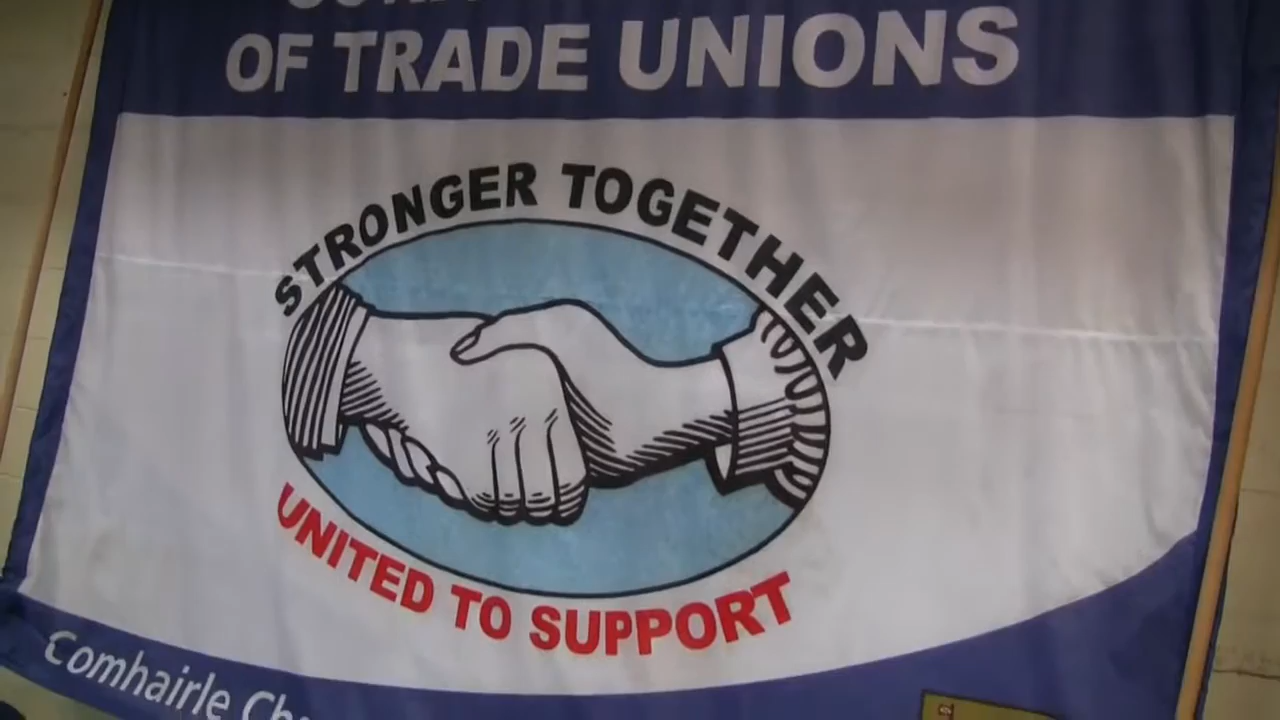 OF TRADE UNIONS
STRONGER TOGETHER
UNITED TO SUPPORT
Comhairle